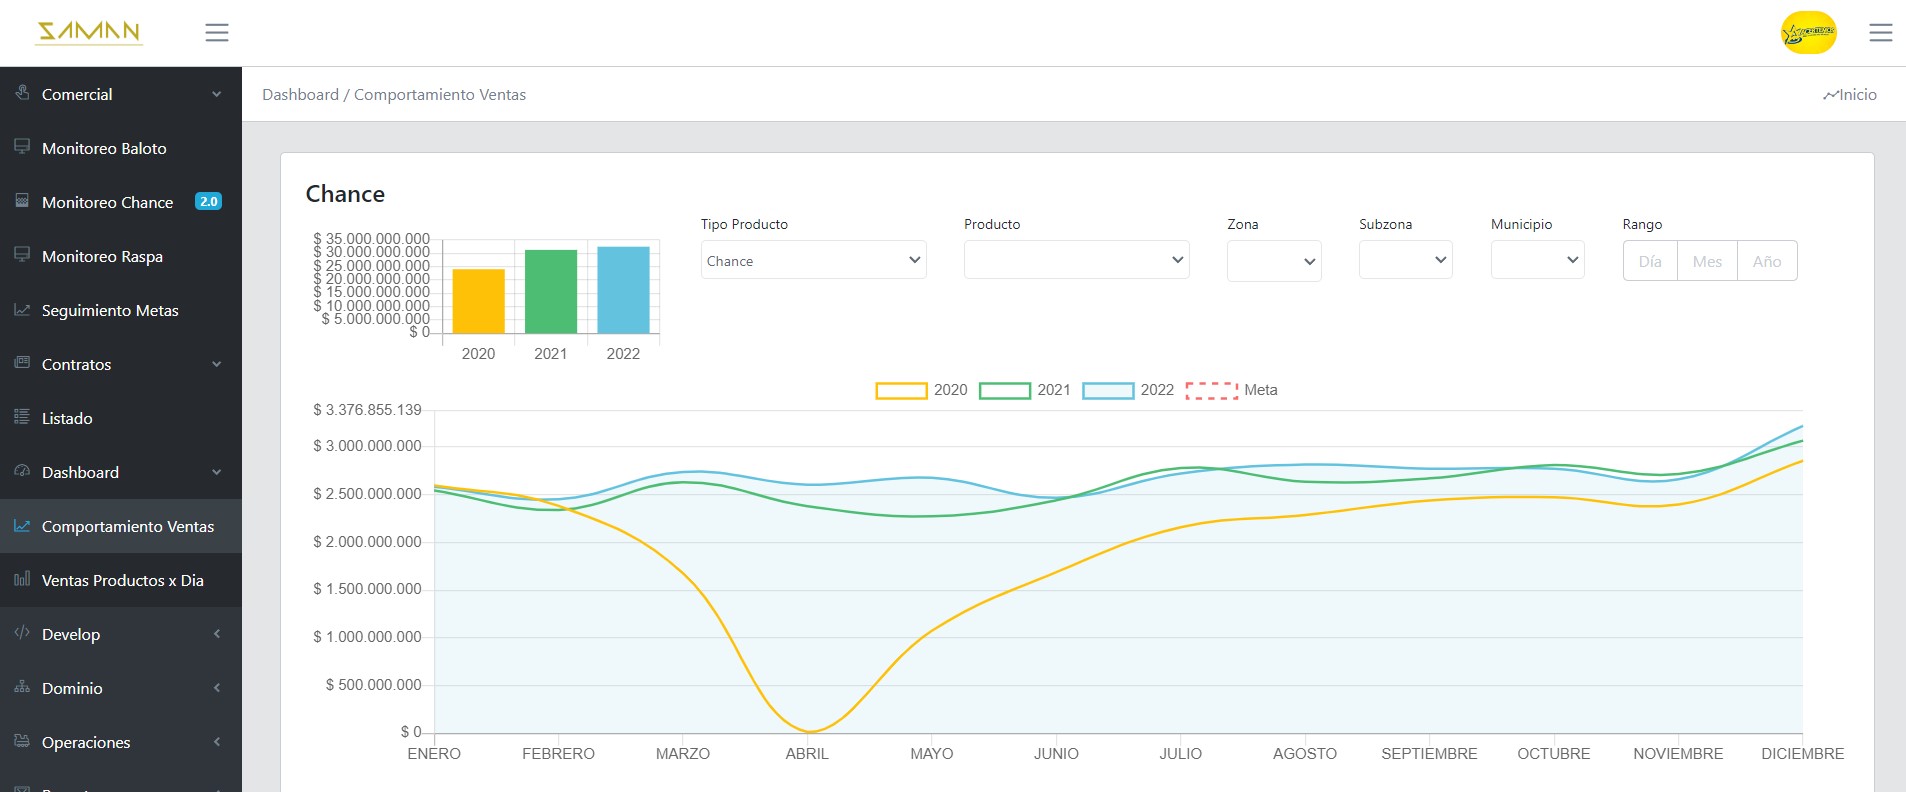 SAMAN
ACERTEMOS
Comercial
Monitoreo Baloto
Monitoreo Chance 2.0
Monitoreo Raspa
Seguimiento Metas
Contratos
Listado
Dashboard
Comportamiento Ventas
Ventas Productos x Dia
Develop
Dominio
Operaciones
Dashboard / Comportamiento Ventas
Inicio
Chance
Tipo Producto
Producto
Zona
Subzona
Municipio
Rango
Chance
Día Mes Año
$ 35.000.000.000
$ 30.000.000.000
$ 25.000.000.000
$ 20.000.000.000
$ 15.000.000.000
$ 10.000.000.000
$ 5.000.000.000
$ 0
2020 2021 2022
2020 2021 2022 Meta
$ 3.376.855.139
$ 3.000.000.000
$ 2.500.000.000
$ 2.000.000.000
$ 1.500.000.000
$ 1.000.000.000
$ 500.000.000
$ 0
ENERO FEBRERO MARZO ABRIL MAYO JUNIO JULIO AGOSTO SEPTIEMBRE OCTUBRE NOVIEMBRE DICIEMBRE